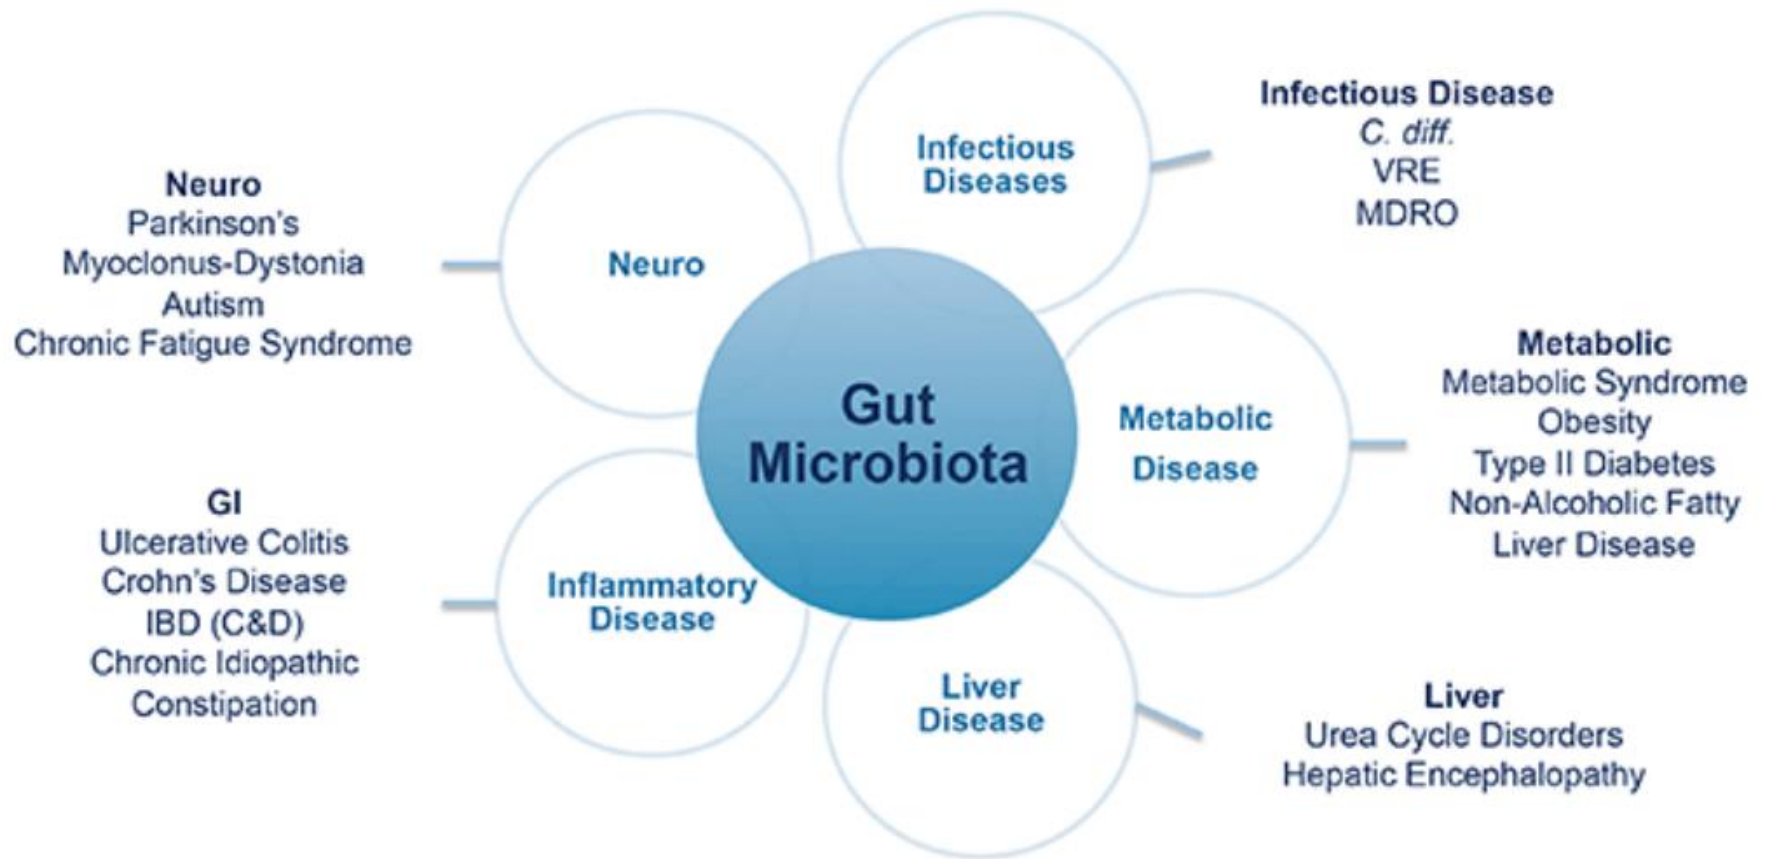 Infectious
Diseases
Infectious Disease
C. diff.
VRE
MDRO
Neuro
Parkinson's
Myoclonus-Dystonia
Autism
Chronic Fatigue Syndrome
Neuro
Gut
Microbiota
Metabolic
Disease
Metabolic
Metabolic Syndrome
Obesity
Type II Diabetes
Non-Alcoholic Fatty
Liver Disease
GI
Ulcerative Colitis
Crohn's Disease
IBD (C&D)
Chronic Idiopathic
Constipation
Inflammatory
Disease
Liver
Disease
Liver
Urea Cycle Disorders
Hepatic Encephalopathy